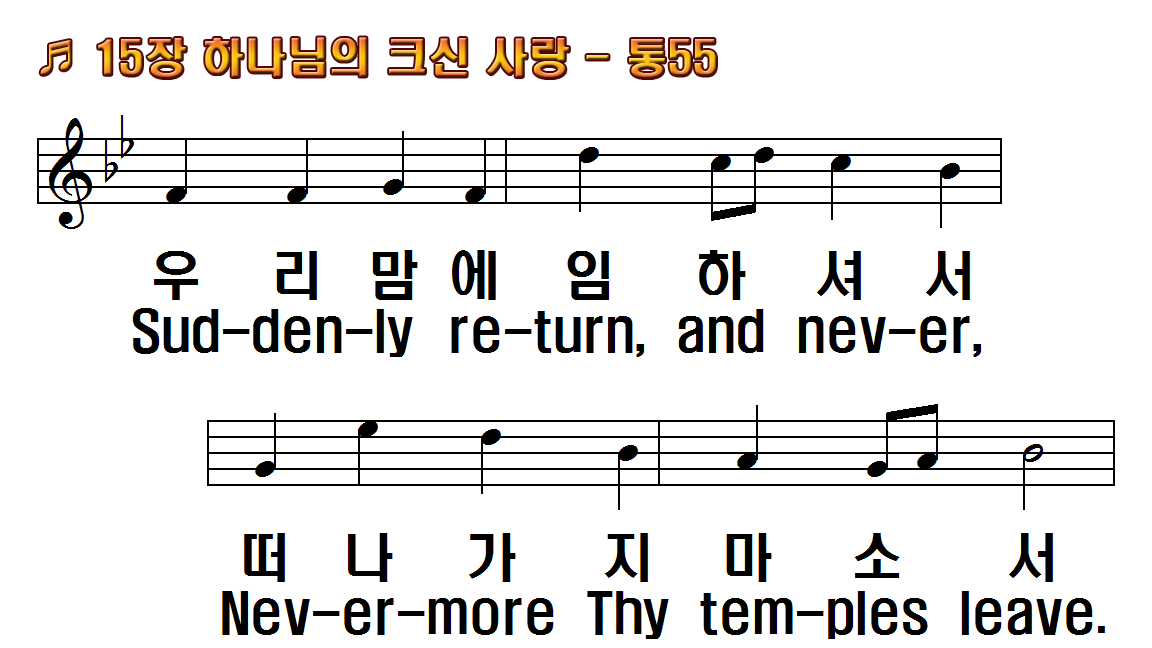 ♬ 15장 하나님의 크신 사랑 - 통55
우 리 맘 에 임 하 셔 서
Sud-den-ly re-turn, and nev-er,
떠 나 가 지 마 소 서
Nev-er-more Thy tem-ples leave.